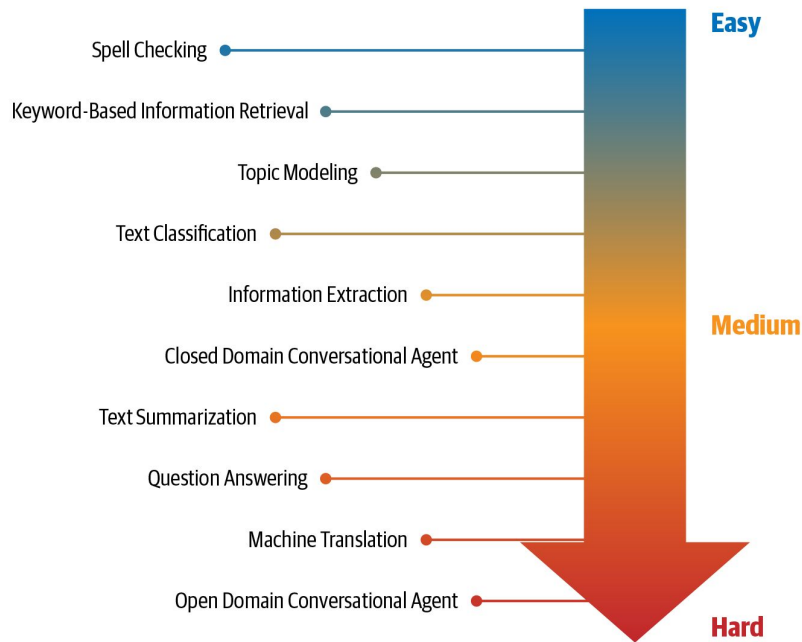 Easy
Spell Checking
Keyword-Based Information Retrieval
Topic Modeling
Text Classification
Information Extraction
Medium
Closed Domain Conversational Agent
Text Summarization
Question Answering
Machine Translation
Open Domain Conversational Agent
Hard